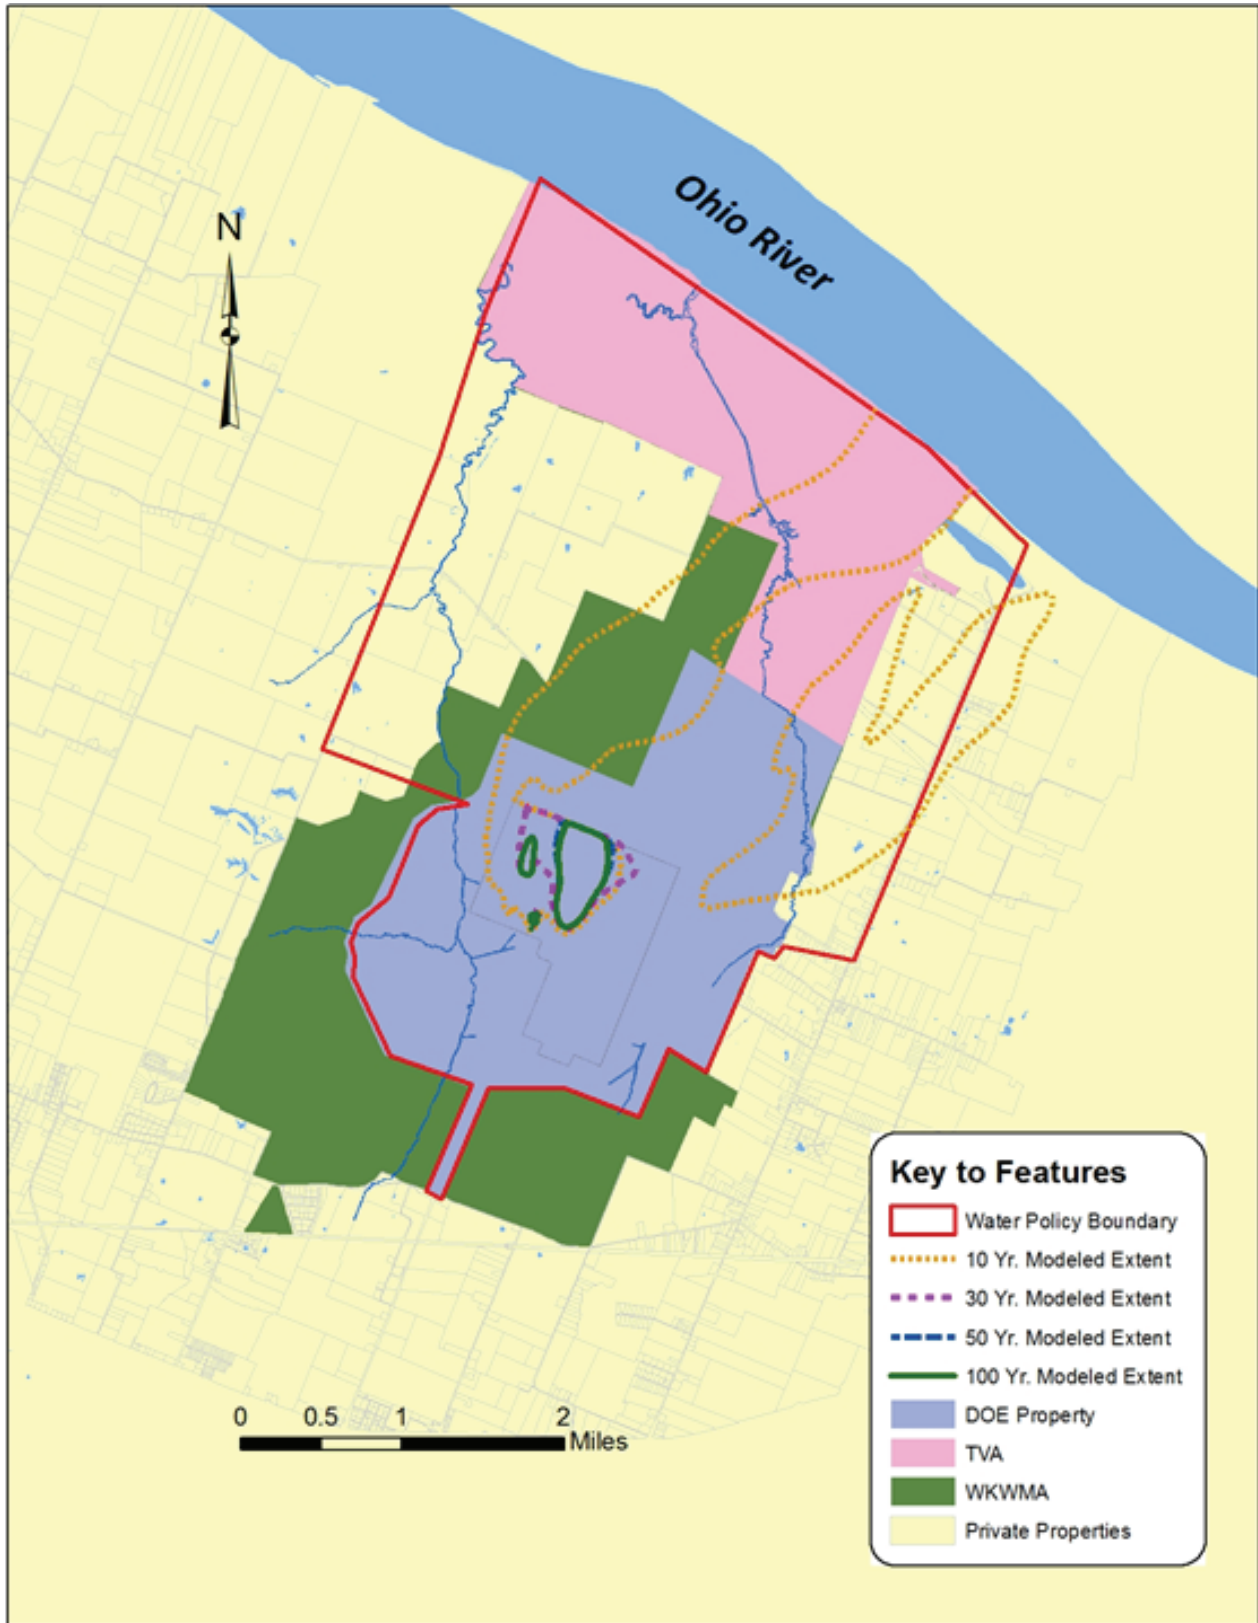 Ohio River
N
Key to Features
Water Policy Boundary
10 Yr. Modeled Extent
30 Yr. Modeled Extent
50 Yr. Modeled Extent
100 Yr. Modeled Extent
DOE Property
TVA
WKWMA
Private Properties
0 0.5 1 2
Miles